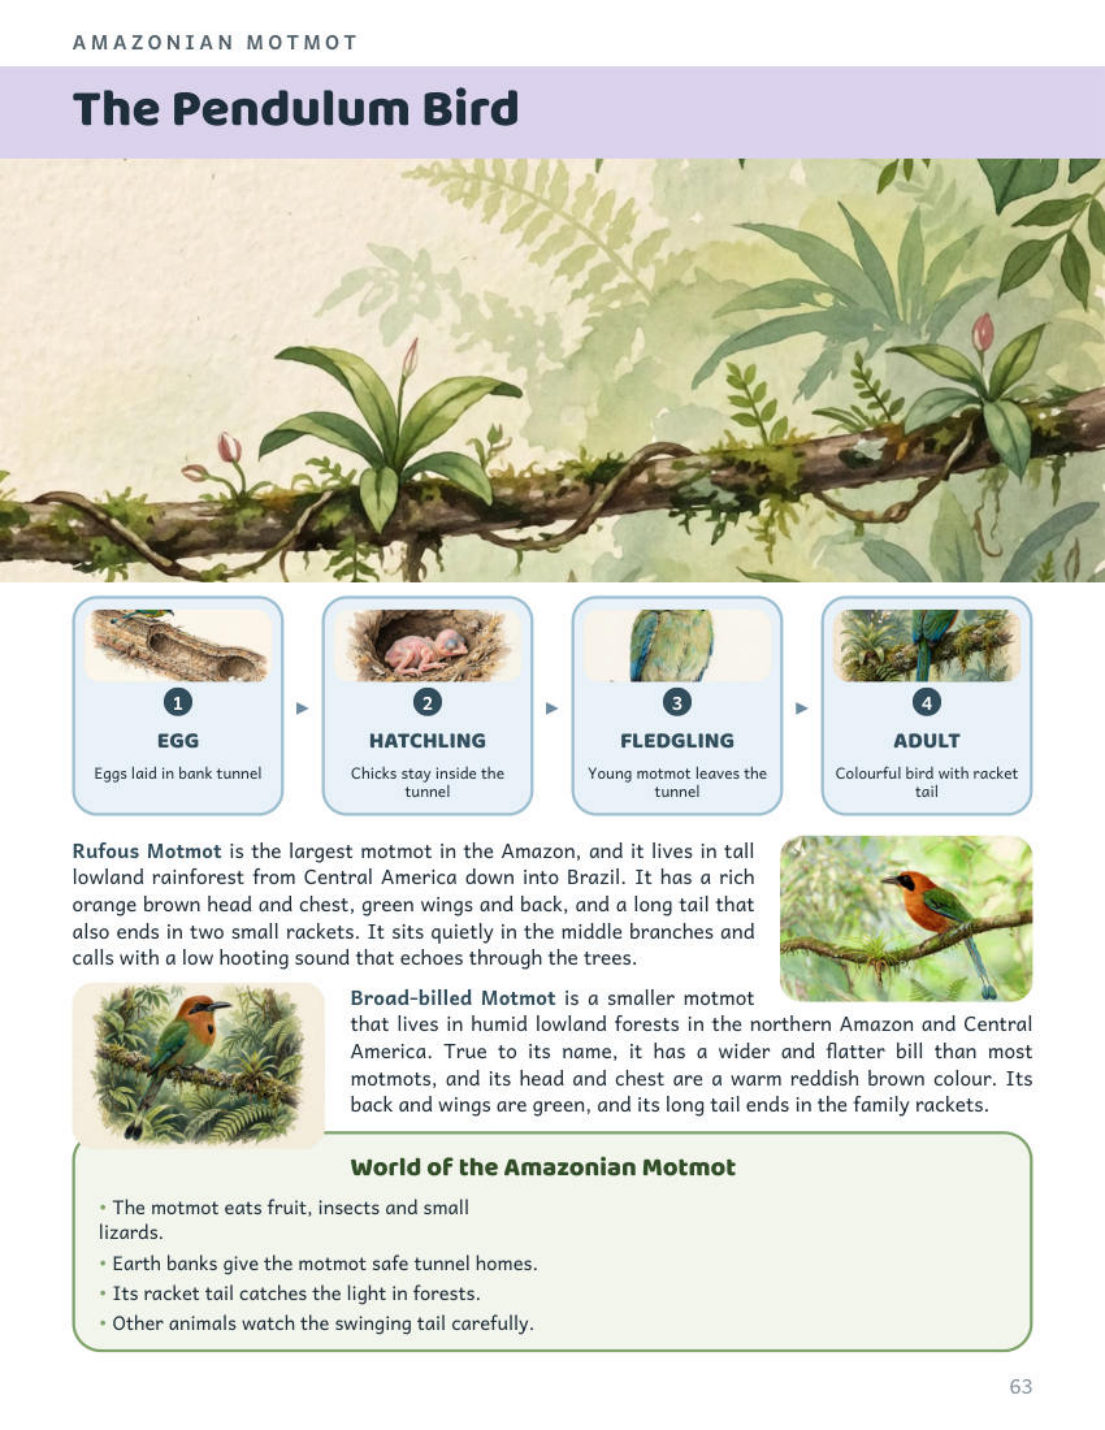 AMAZONIAN MOTMOT
The Pendulum Bird
1
EGG
Eggs laid in bank tunnel
2
HATCHLING
Chicks stay inside the
tunnel
3
FLEDGLING
Young motmot leaves the
tunnel
4
ADULT
Colourful bird with racket
tail
Rufous Motmot is the largest motmot in the Amazon, and it lives in tall
lowland rainforest from Central America down into Brazil. It has a rich
orange brown head and chest, green wings and back, and a long tail that
also ends in two small rackets. It sits quietly in the middle branches and
calls with a low hooting sound that echoes through the trees.
Broad-billed Motmot is a smaller motmot
that lives in humid lowland forests in the northern Amazon and Central
America. True to its name, it has a wider and flatter bill than most
motmots, and its head and chest are a warm reddish brown colour. Its
back and wings are green, and its long tail ends in the family rackets.
World of the Amazonian Motmot
• The motmot eats fruit, insects and small
lizards.
• Earth banks give the motmot safe tunnel homes.
• Its racket tail catches the light in forests.
• Other animals watch the swinging tail carefully.
63